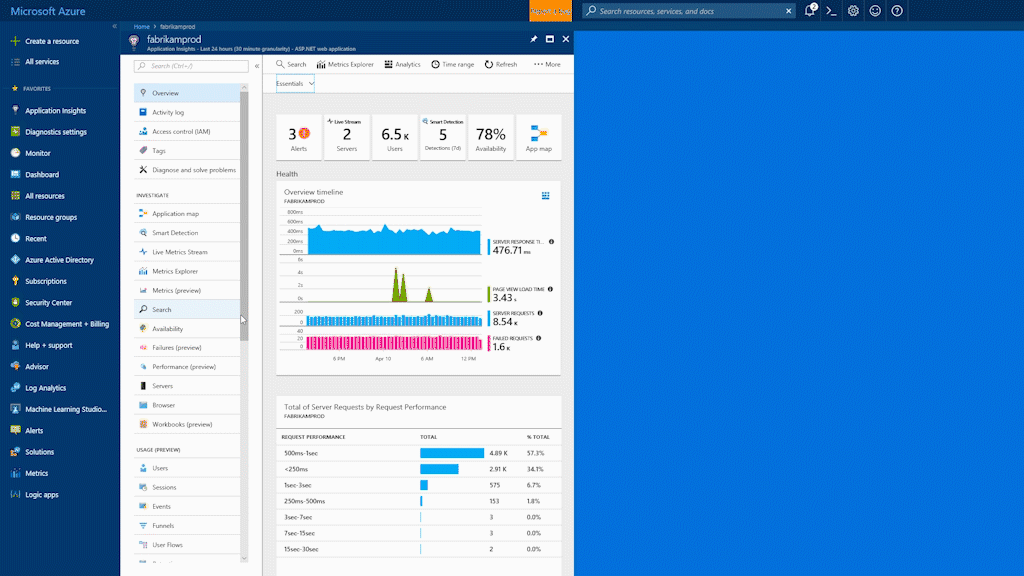 Microsoft Azure
Search resources, services, and docs
2
Create a resource
All services
FAVORITES
Application Insights
Diagnostics settings
Monitor
Dashboard
All resources
Resource groups
Recent
Azure Active Directory
Subscriptions
Security Center
Cost Management + Billing
Help + support
Advisor
Log Analytics
Machine Learning Studio...
Alerts
Solutions
Metrics
Logic apps
Home > fabrikamprod
fabrikamprod
Application Insights - Last 24 hours (30 minute granularity) - ASP.NET web application
Search (Ctrl+/)
Overview
Activity log
Access control (IAM)
Tags
Diagnose and solve problems
INVESTIGATE
Application map
Smart Detection
Live Metrics Stream
Metrics Explorer
Metrics (preview)
Search
Availability
Failures (preview)
Performance (preview)
Servers
Browser
Workbooks (preview)
USAGE (PREVIEW)
Users
Sessions
Events
Funnels
User Flows
Search
Metrics Explorer
Analytics
Time range
Refresh
More
Essentials
3
Alerts
Live Stream
2
Servers
6.5 K
Users
Smart Detection
5
Detections (7d)
78%
Availability
App map
Health
Overview timeline
FABRIKAMPROD
800ms
600ms
400ms
200ms
0ms
SERVER RESPONSE TI...
476.71 ms
6s
4s
2s
0s
PAGE VIEW LOAD TIME
3.43 s
200
0
SERVER REQUESTS
8.54 K
40
20
0
FAILED REQUESTS
1.6 K
6 PM Apr 10 6 AM 12 PM
Total of Server Requests by Request Performance
FABRIKAMPROD
REQUEST PERFORMANCE TOTAL % TOTAL
500ms-1sec 4.89 K 57.3%
<250ms 2.91 K 34.1%
1sec-3sec 575 6.7%
250ms-500ms 153 1.8%
3sec-7sec 3 0.0%
7sec-15sec 3 0.0%
15sec-30sec 2 0.0%